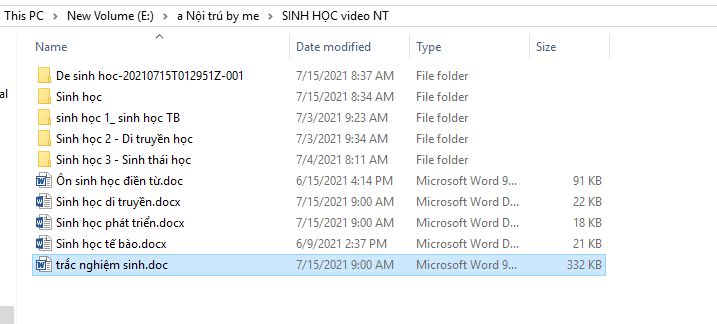 This PC > New Volume (E:) > a Nội trú by me > SINH HỌC video NT
Name Date modified Type Size
De sinh hoc-20210715T012951Z-001 7/15/2021 8:37 AM File folder
Sinh học 7/15/2021 8:34 AM File folder
sinh học 1_ sinh học TB 7/3/2021 9:23 AM File folder
Sinh học 2 - Di truyền học 7/3/2021 9:34 AM File folder
Sinh học 3 - Sinh thái học 7/4/2021 8:11 AM File folder
Ôn sinh học điền từ.doc 6/15/2021 4:14 PM Microsoft Word 9... 91 KB
Sinh học di truyền.docx 7/15/2021 9:00 AM Microsoft Word D... 22 KB
Sinh học phát triển.docx 7/15/2021 9:00 AM Microsoft Word D... 18 KB
Sinh học tế bào.docx 6/9/2021 2:37 PM Microsoft Word D... 21 KB
trắc nghiệm sinh.doc 7/15/2021 9:00 AM Microsoft Word 9... 332 KB